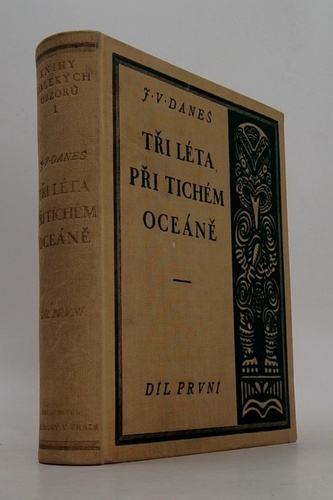 KNIHY
DALEKÝCH
OBZORŮ
1
J·V·DANEŠ
TŘI LÉTA
PŘI TICHÉM
OCEÁNĚ
DÍL PRVNÍ
V PRAZE
J·V·DANEŠ
TŘI LÉTA
PŘI TICHÉM
OCEÁNĚ
DÍL PRVNÍ